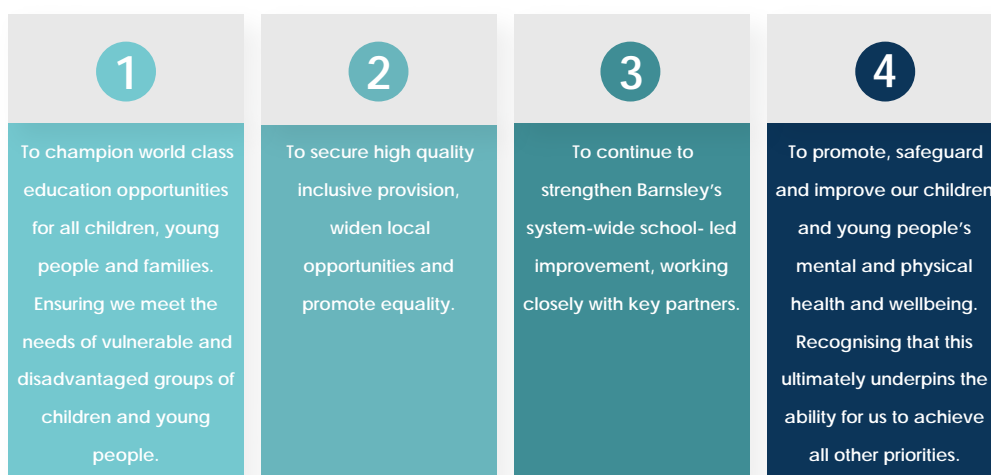 1
To champion world class
education opportunities
for all children, young
people and families.
Ensuring we meet the
needs of vulnerable and
disadvantaged groups of
children and young
people.
2
To secure high quality
inclusive provision,
widen local
opportunities and
promote equality.
3
To continue to
strengthen Barnsley's
system-wide school- led
improvement, working
closely with key partners.
4
To promote, safeguard
and improve our children
and young people's
mental and physical
health and wellbeing.
Recognising that this
ultimately underpins the
ability for us to achieve
all other priorities.